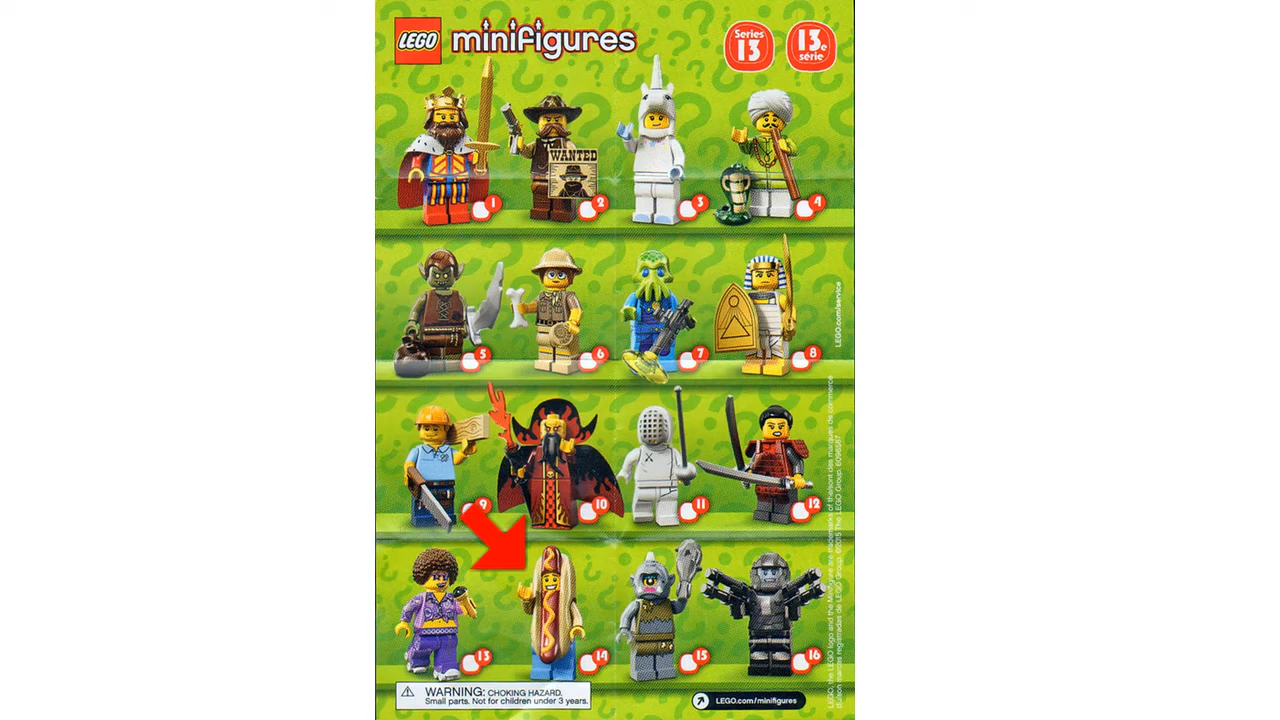 LEGO minifigures
Series
13
13e
série
WANTED
1
2
3
4
5
6
7
8
9
10
11
12
13
14
15
16
LEGO.com/service
WARNING: CHOKING HAZARD.
Small parts. Not for children under 3 years.
LEGO.com/minifigures